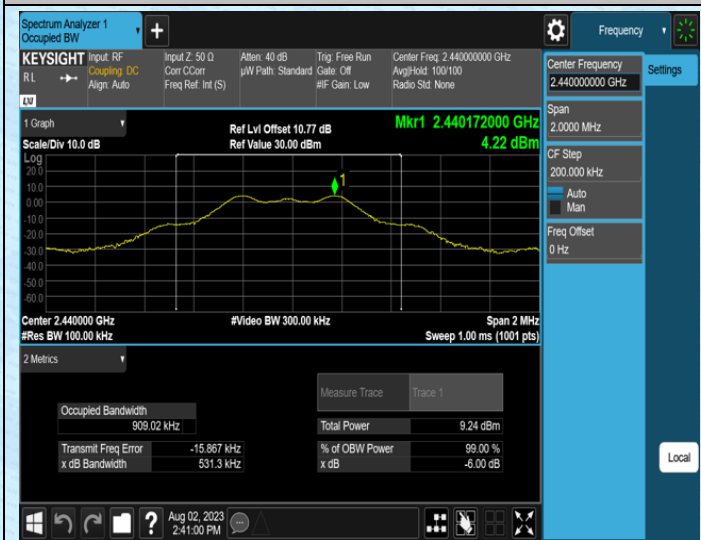 Spectrum Analyzer 1
Occupied BW
Frequency
KEYSIGHT
R L
LXI
Input: RF
Coupling: DC
Align: Auto
Input Z: 50 Ω
Corr CCorr
Freq Ref: Int (S)
Atten: 40 dB
µW Path: Standard
Trig: Free Run
Gate: Off
#IF Gain: Low
Center Freq: 2.440000000 GHz
Avg|Hold: 100/100
Radio Std: None
Center Frequency
2.440000000 GHz
Settings
Span
2.0000 MHz
CF Step
200.000 kHz
Auto
Man
Freq Offset
0 Hz
1 Graph
Scale/Div 10.0 dB
Ref Lvl Offset 10.77 dB
Ref Value 30.00 dBm
Mkr1 2.440172000 GHz
4.22 dBm
Log
20.0
10.0
0.00
-10.0
-20.0
-30.0
-40.0
-50.0
-60.0
1
Center 2.440000 GHz
#Res BW 100.00 kHz
#Video BW 300.00 kHz
Span 2 MHz
Sweep 1.00 ms (1001 pts)
2 Metrics
Measure Trace
Trace 1
Occupied Bandwidth
909.02 kHz
Total Power
9.24 dBm
Transmit Freq Error
-15.867 kHz
% of OBW Power
99.00 %
x dB Bandwidth
531.3 kHz
x dB
-6.00 dB
Local
Aug 02, 2023
2:41:00 PM